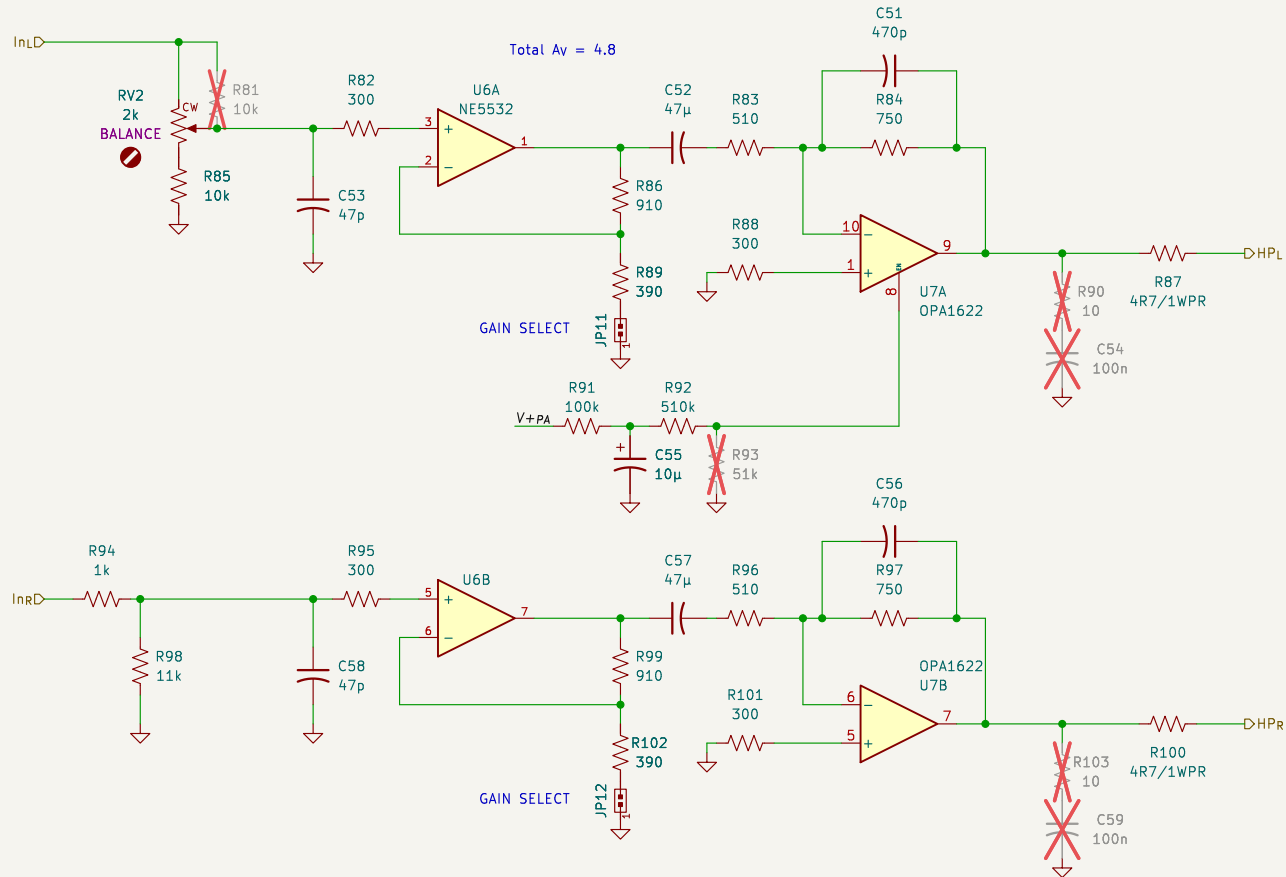 C51
470p
InL
Total Av = 4.8
R81
10k
R82
300
U6A
NE5532
C52
47µ
R83
510
R84
750
RV2
2k
BALANCE
CW
3
+
2
−
1
R85
10k
C53
47p
R86
910
R88
300
10
−
1
+
EN
8
9
HPL
R87
4R7/1WPR
U7A
OPA1622
R90
10
R89
390
GAIN SELECT
JP11
1
C54
100n
R91
100k
R92
510k
V+PA
+
C55
10µ
R93
51k
C56
470p
R94
1k
R95
300
U6B
C57
47µ
R96
510
R97
750
InR
5
+
6
−
7
R98
11k
C58
47p
R99
910
R101
300
OPA1622
U7B
6
−
5
+
7
HPR
R100
4R7/1WPR
R102
390
R103
10
GAIN SELECT
JP12
1
C59
100n